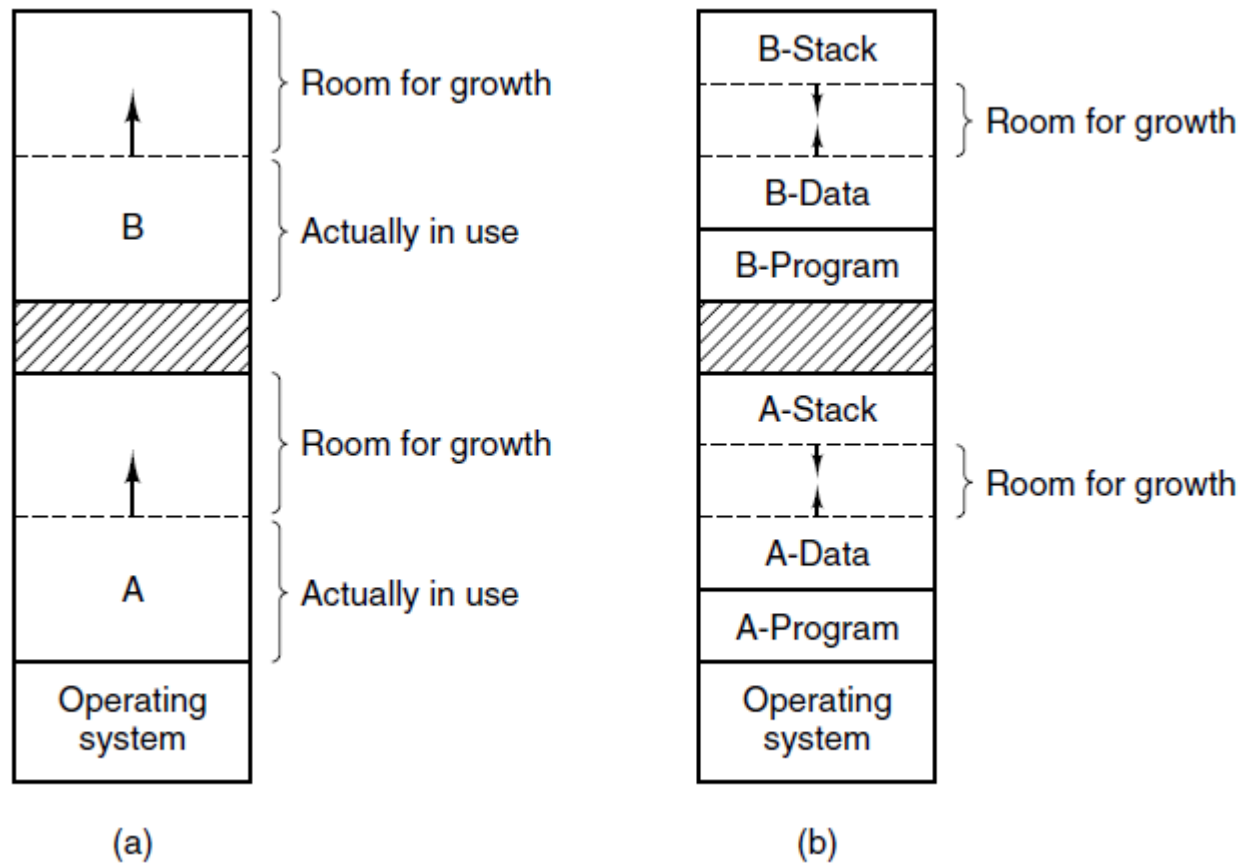 Room for growth
B
Actually in use
Room for growth
A
Actually in use
Operating
system
(a)
B-Stack
Room for growth
B-Data
B-Program
A-Stack
Room for growth
A-Data
A-Program
Operating
system
(b)